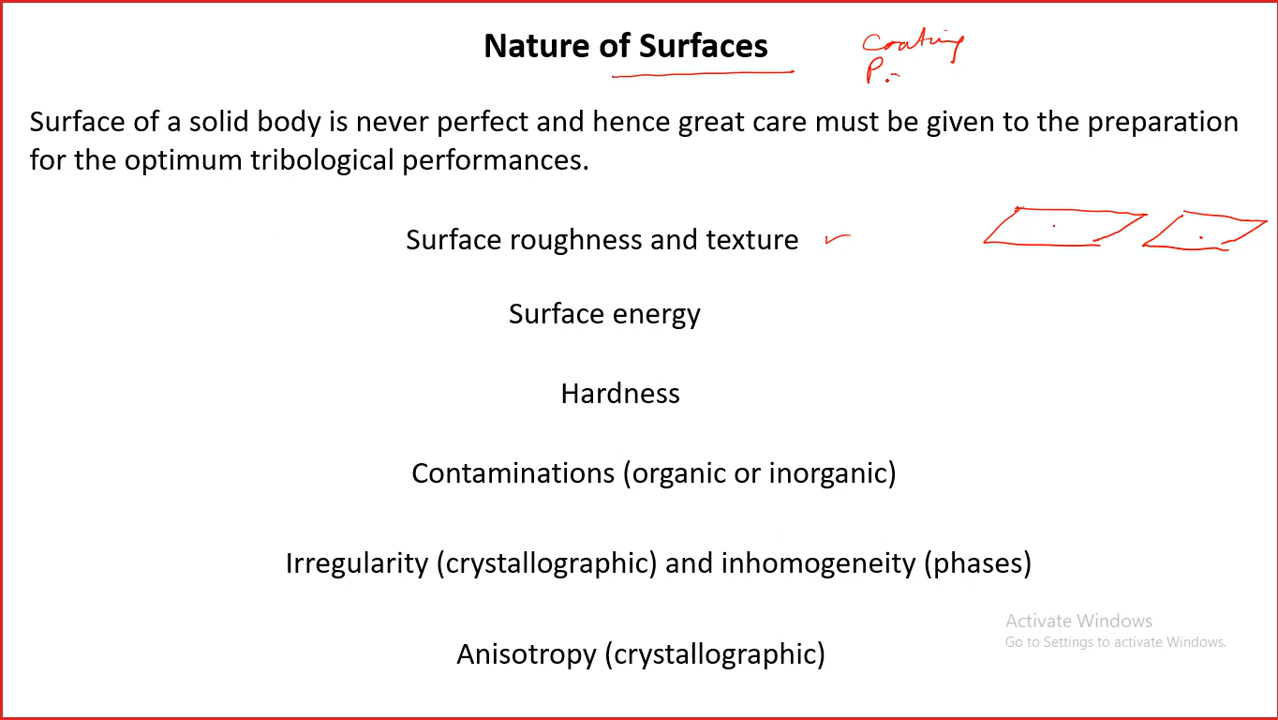 Nature of Surfaces
Coating
P
Surface of a solid body is never perfect and hence great care must be given to the preparation
for the optimum tribological performances.
Surface roughness and texture
Surface energy
Hardness
Contaminations (organic or inorganic)
Irregularity (crystallographic) and inhomogeneity (phases)
Anisotropy (crystallographic)
Activate Windows
Go to Settings to activate Windows.